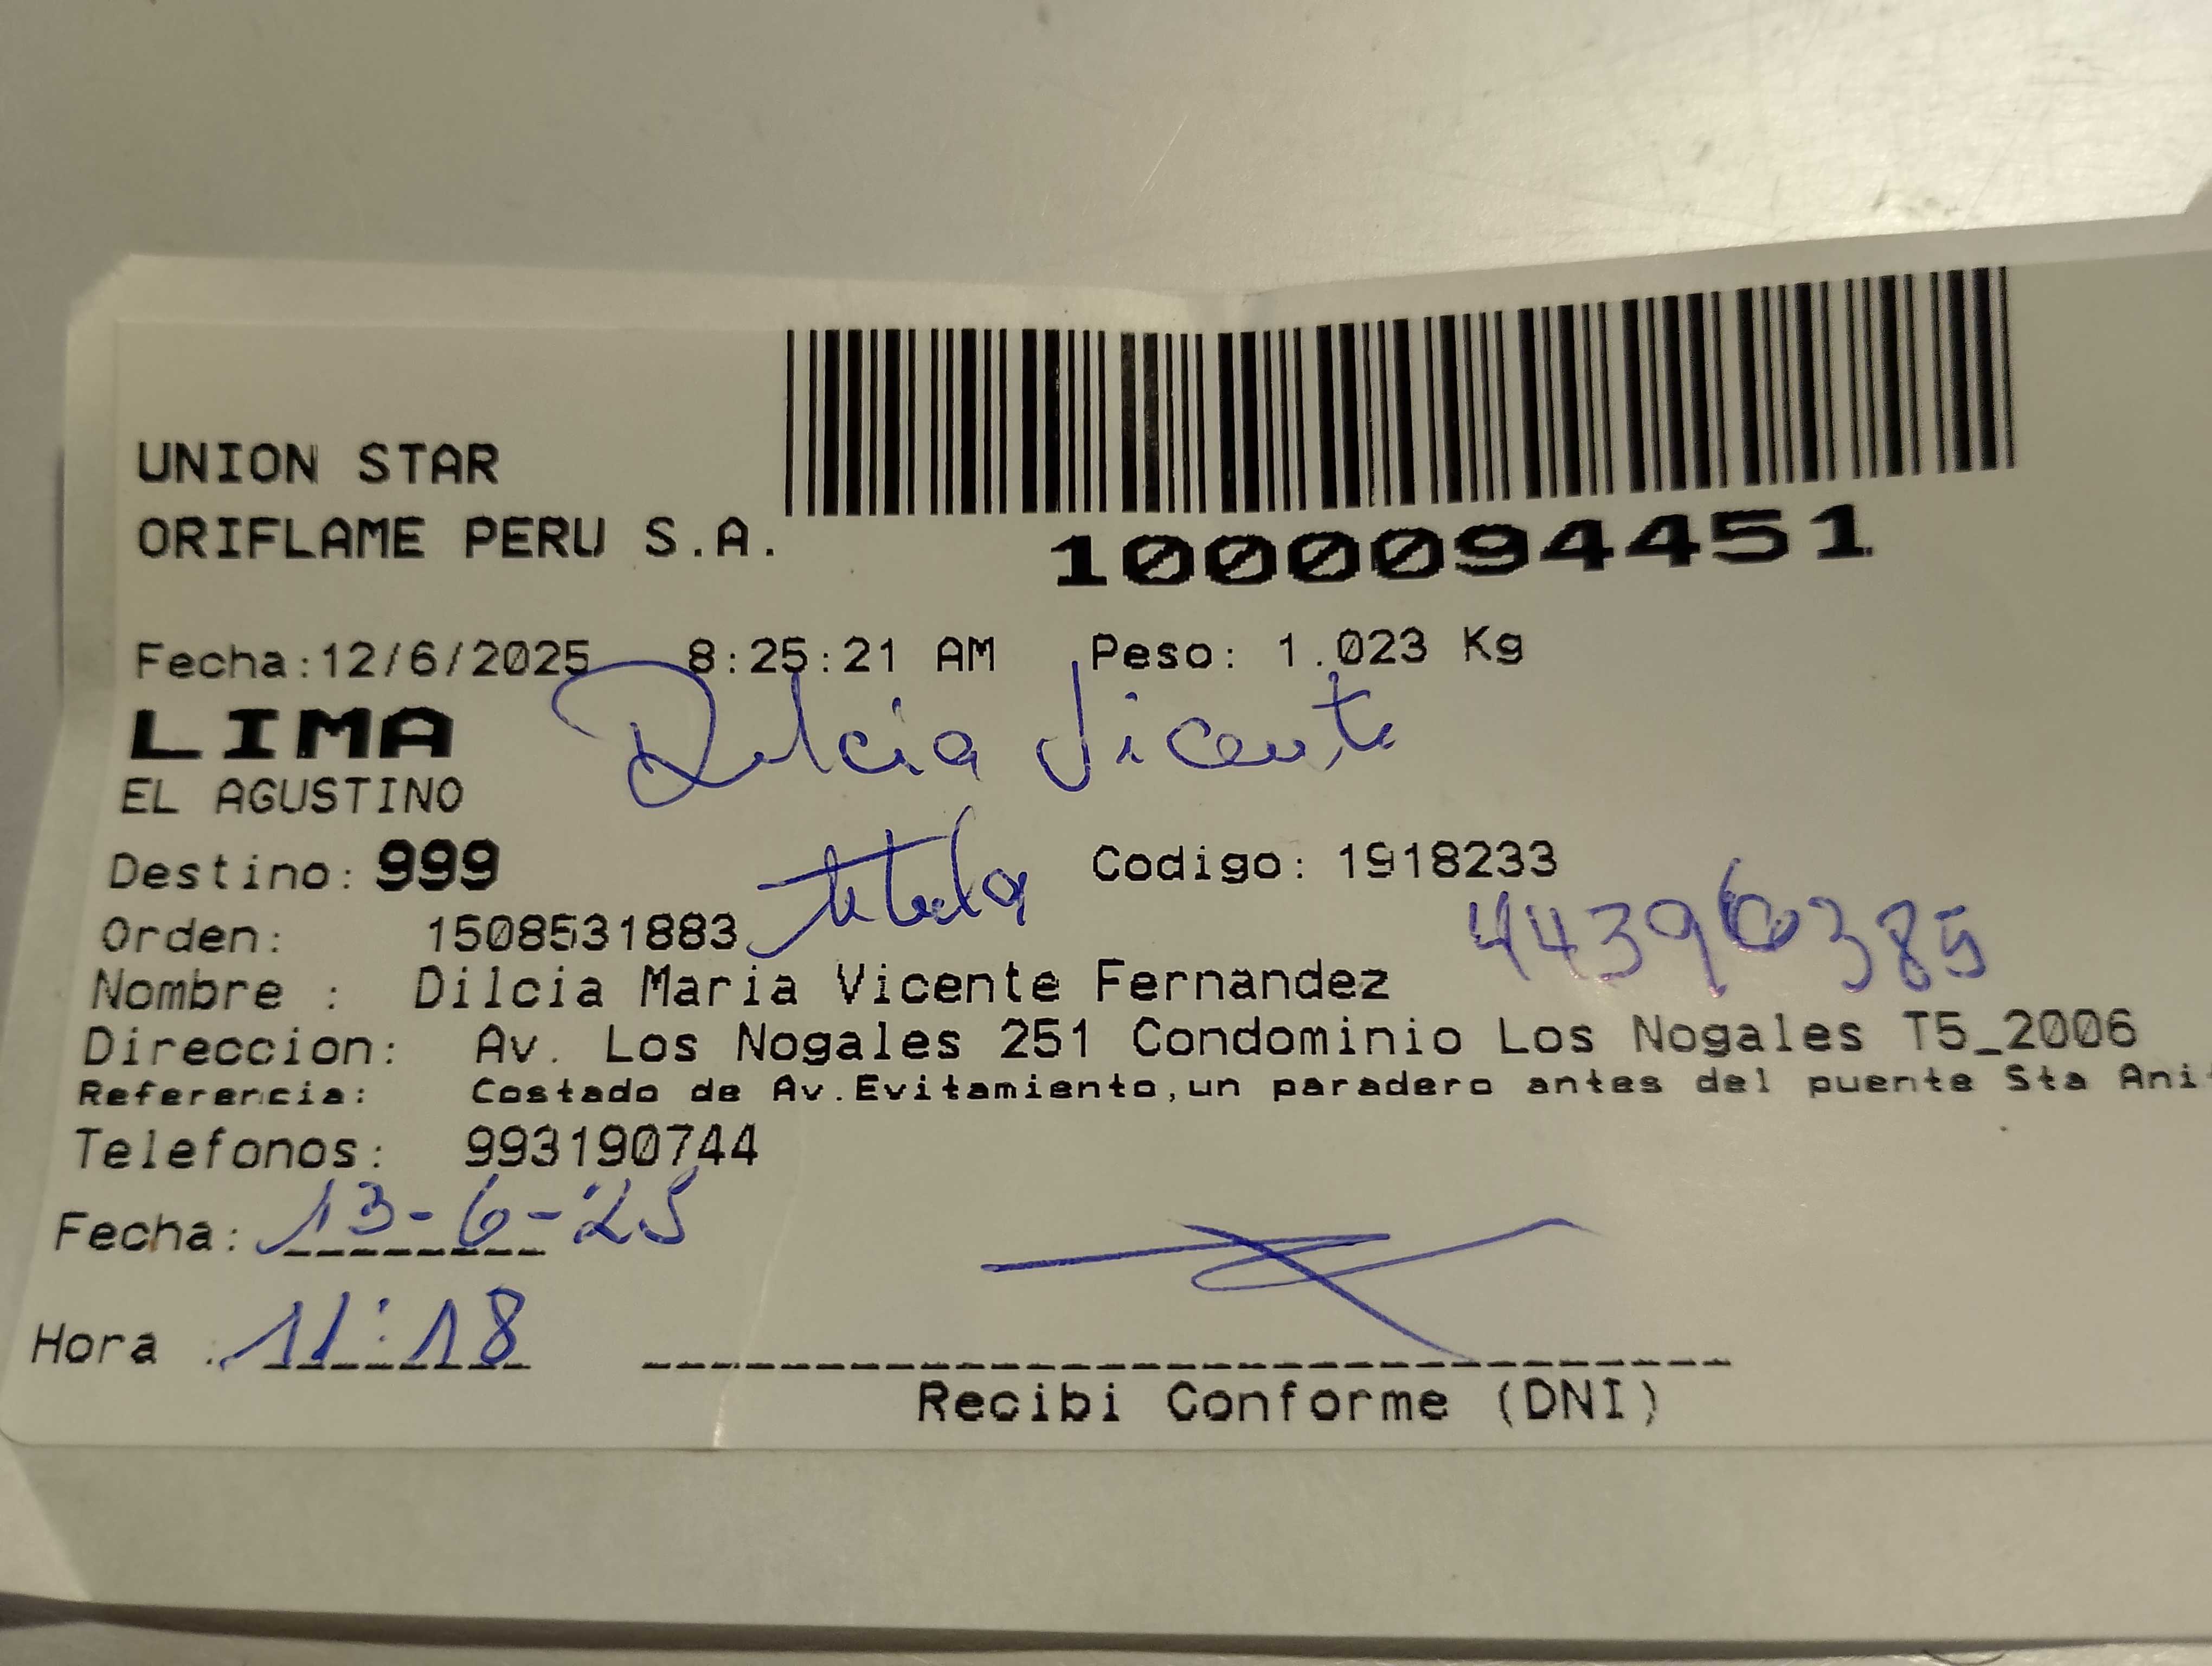 UNION STAR
ORIFLAME PERU S.A.
1000094451
Fecha:12/6/2025 8:25:21 AM Peso: 1.023 Kg
LIMA Dilcia Vicente
EL AGUSTINO
Destino: 999 titular Codigo: 1918233
Orden: 1508531883 44396385
Nombre : Dilcia Maria Vicente Fernandez
Direccion: Av. Los Nogales 251 Condominio Los Nogales T5_2006
Referencia: Costado de Av.Evitamiento,un paradero antes del puente Sta Ani
Telefonos: 993190744
Fecha: 13-6-25
Hora : 11:18
Recibi Conforme (DNI)